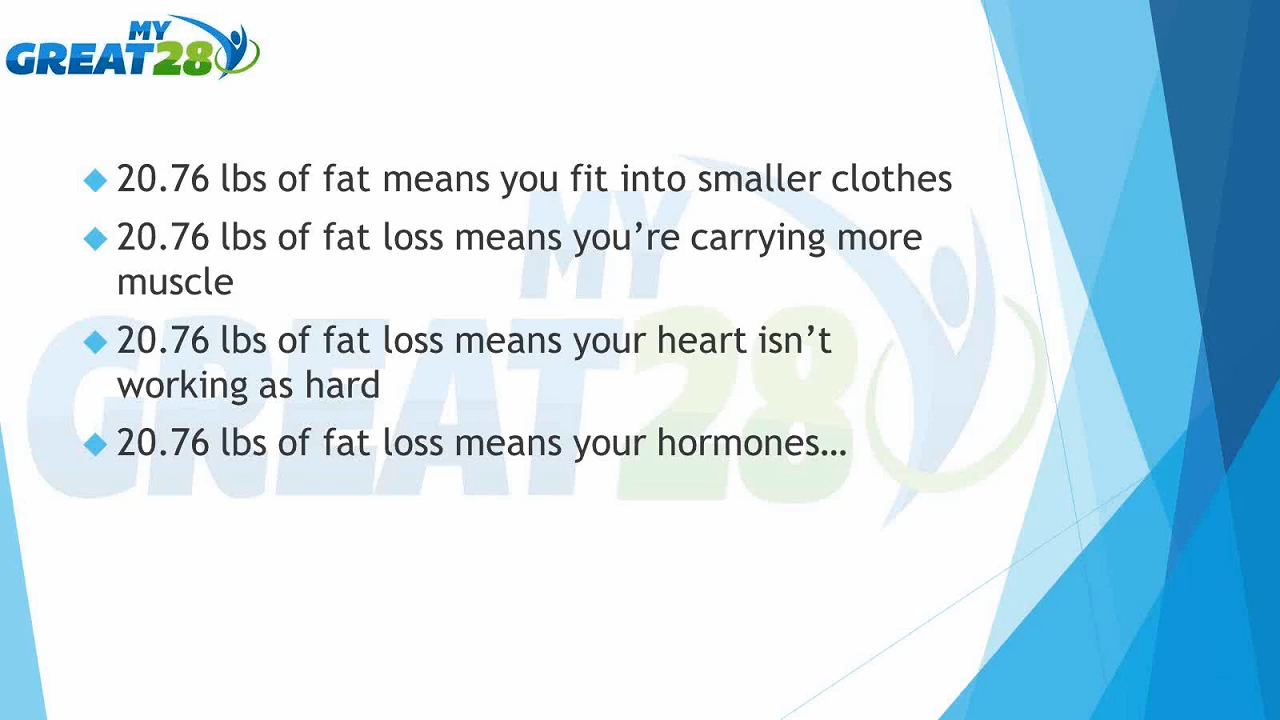 MY
GREAT28
20.76 lbs of fat means you fit into smaller clothes
20.76 lbs of fat loss means you’re carrying more
muscle
20.76 lbs of fat loss means your heart isn’t
working as hard
20.76 lbs of fat loss means your hormones…
MY
GREAT28